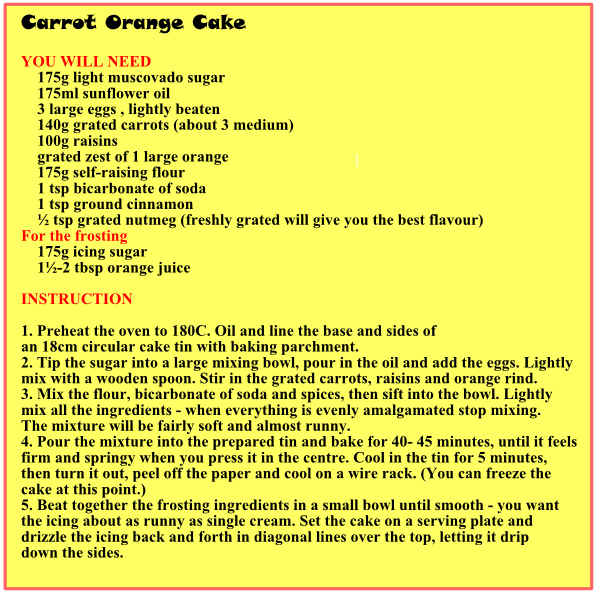 Carrot Orange Cake
YOU WILL NEED
175g light muscovado sugar
175ml sunflower oil
3 large eggs , lightly beaten
140g grated carrots (about 3 medium)
100g raisins
grated zest of 1 large orange
175g self-raising flour
1 tsp bicarbonate of soda
1 tsp ground cinnamon
½ tsp grated nutmeg (freshly grated will give you the best flavour)
For the frosting
175g icing sugar
1½-2 tbsp orange juice
INSTRUCTION
1. Preheat the oven to 180C. Oil and line the base and sides of
an 18cm circular cake tin with baking parchment.
2. Tip the sugar into a large mixing bowl, pour in the oil and add the eggs. Lightly
mix with a wooden spoon. Stir in the grated carrots, raisins and orange rind.
3. Mix the flour, bicarbonate of soda and spices, then sift into the bowl. Lightly
mix all the ingredients - when everything is evenly amalgamated stop mixing.
The mixture will be fairly soft and almost runny.
4. Pour the mixture into the prepared tin and bake for 40- 45 minutes, until it feels
firm and springy when you press it in the centre. Cool in the tin for 5 minutes,
then turn it out, peel off the paper and cool on a wire rack. (You can freeze the
cake at this point.)
5. Beat together the frosting ingredients in a small bowl until smooth - you want
the icing about as runny as single cream. Set the cake on a serving plate and
drizzle the icing back and forth in diagonal lines over the top, letting it drip
down the sides.